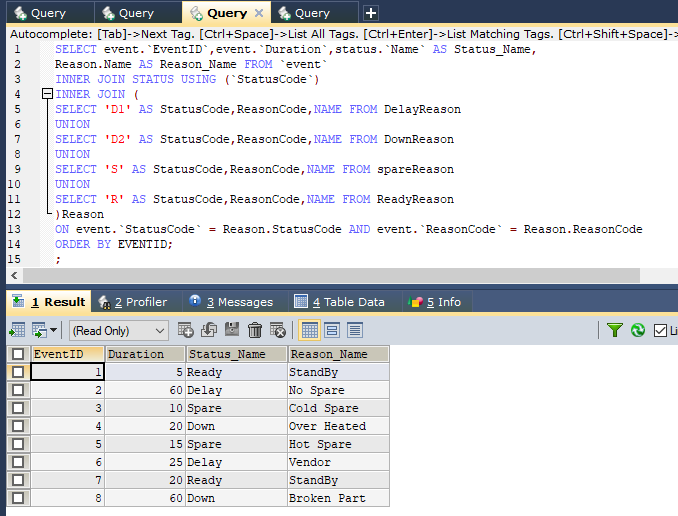 Query Query Query Query
Autocomplete: [Tab]->Next Tag. [Ctrl+Space]->List All Tags. [Ctrl+Enter]->List Matching Tags. [Ctrl+Shift+Space]->
1 SELECT event.`EventID`,event.`Duration`,status.`Name` AS Status_Name,
2 Reason.Name AS Reason_Name FROM `event`
3 INNER JOIN STATUS USING (`StatusCode`)
4 INNER JOIN (
5 SELECT 'D1' AS StatusCode,ReasonCode,NAME FROM DelayReason
6 UNION
7 SELECT 'D2' AS StatusCode,ReasonCode,NAME FROM DownReason
8 UNION
9 SELECT 'S' AS StatusCode,ReasonCode,NAME FROM spareReason
10 UNION
11 SELECT 'R' AS StatusCode,ReasonCode,NAME FROM ReadyReason
12 )Reason
13 ON event.`StatusCode` = Reason.StatusCode AND event.`ReasonCode` = Reason.ReasonCode
14 ORDER BY EVENTID;
15 ;
1 Result 2 Profiler 3 Messages 4 Table Data 5 Info
(Read Only) Li
EventID Duration Status_Name Reason_Name
1 5 Ready StandBy
2 60 Delay No Spare
3 10 Spare Cold Spare
4 20 Down Over Heated
5 15 Spare Hot Spare
6 25 Delay Vendor
7 20 Ready StandBy
8 60 Down Broken Part